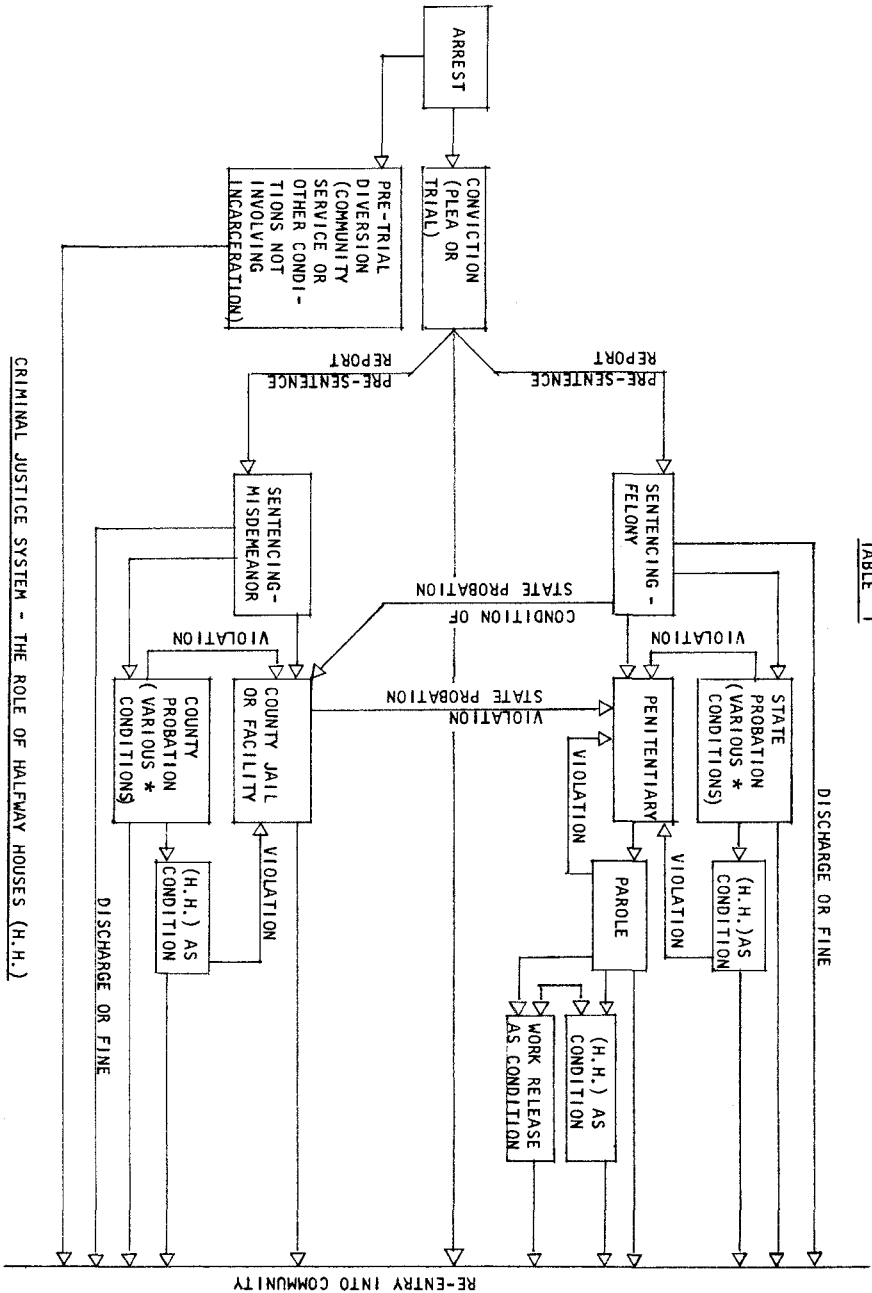 TABLE 1
ARREST
CONVICTION
(PLEA OR
TRIAL)
PRE-TRIAL
DIVERSION
(COMMUNITY
SERVICE OR
OTHER CONDI-
TIONS NOT
INVOLVING
INCARCERATION)
PRE-SENTENCE
REPORT
PRE-SENTENCE
REPORT
SENTENCING -
FELONY
SENTENCING-
MISDEMEANOR
DISCHARGE OR FINE
STATE
PROBATION
(VARIOUS *
CONDITIONS)
VIOLATION
(H.H.) AS
CONDITION
VIOLATION
PENITENTIARY
VIOLATION
PAROLE
(H.H.) AS
CONDITION
WORK RELEASE
AS CONDITION
CONDITION OF
STATE PROBATION
VIOLATION
STATE PROBATION
COUNTY JAIL
OR FACILITY
VIOLATION
COUNTY
PROBATION
(VARIOUS *
CONDITIONS)
VIOLATION
(H.H.) AS
CONDITION
DISCHARGE OR FINE
RE-ENTRY INTO COMMUNITY
CRIMINAL JUSTICE SYSTEM - THE ROLE OF HALFWAY HOUSES (H.H.)